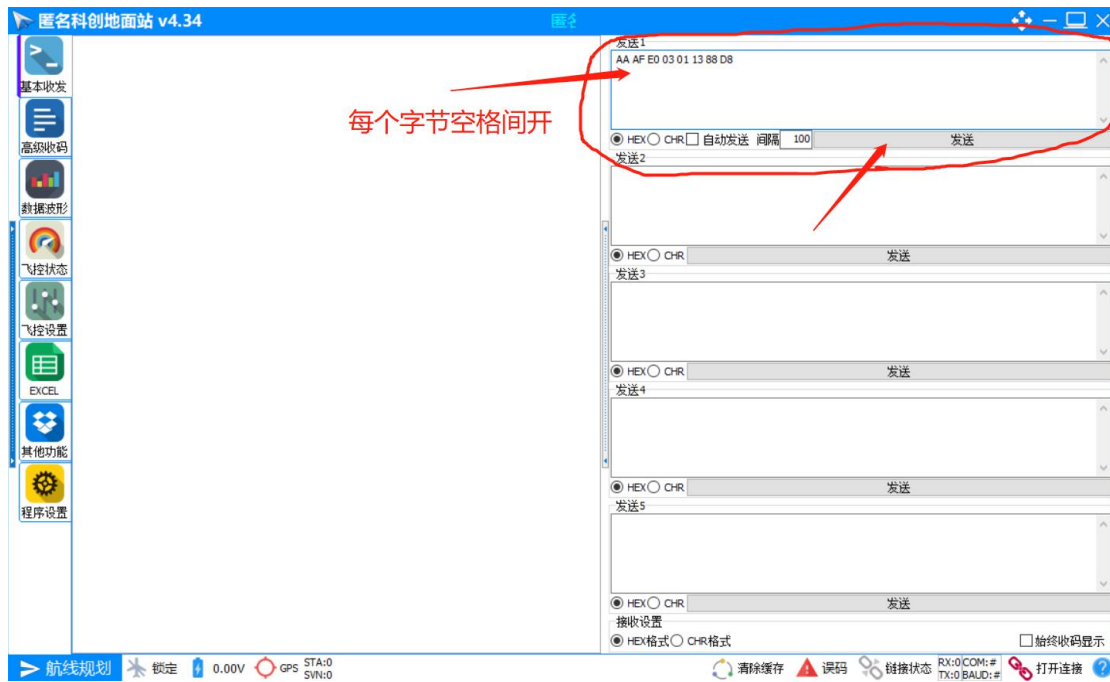 匿名科创地面站 v4.34
基本收发
高级收码
数据波形
飞控状态
飞控设置
EXCEL
其他功能
程序设置
每个字节空格间开
发送1
AA AF E0 03 01 13 88 D8
HEX CHR 自动发送 间隔 100 发送
发送2
HEX CHR 发送
发送3
HEX CHR 发送
发送4
HEX CHR 发送
发送5
HEX CHR 发送
接收设置
HEX格式 CHR格式 始终收码显示
航线规划 锁定 0.00V GPS STA:0
SVN:0
清除缓存 误码 链接状态 RX:0 COM:#
TX:0 BAUD:#
打开连接